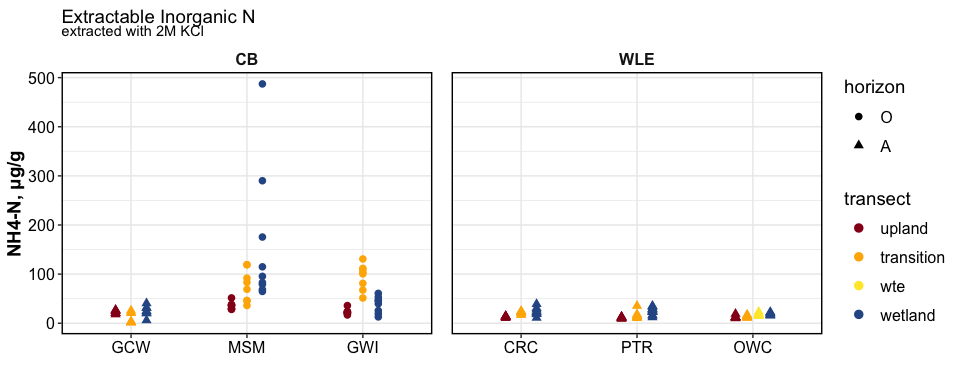 Extractable Inorganic N
extracted with 2M KCl
CB
WLE
NH4-N, μg/g
500
400
300
200
100
0
GCW
MSM
GWI
CRC
PTR
OWC
horizon
O
A
transect
upland
transition
wte
wetland